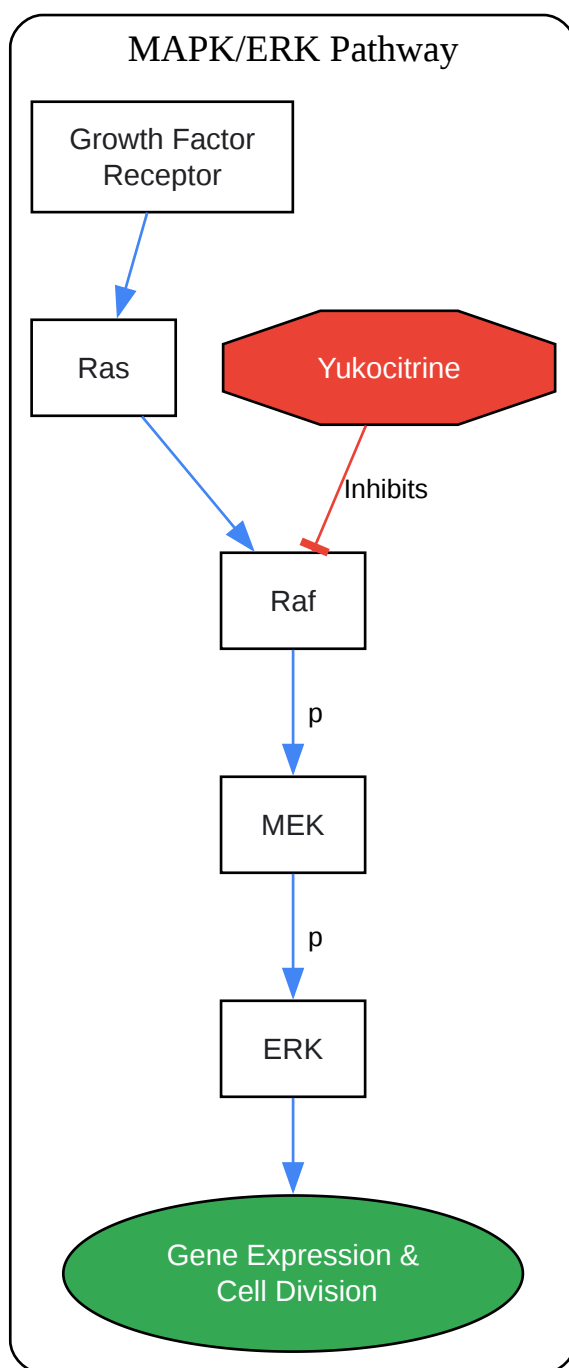 MAPK/ERK Pathway
Growth Factor
Receptor
Ras
Yukocitrine
Inhibits
Raf
p
MEK
p
ERK
Gene Expression &
Cell Division